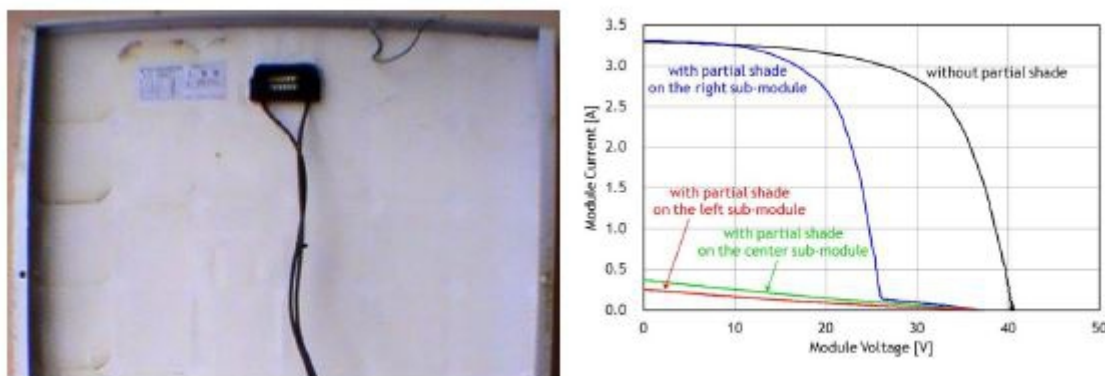 3.5
3.0
2.5
2.0
1.5
1.0
0.5
0.0
Module Current [A]
with partial shade
on the right sub-module
without partial shade
with partial shade
on the left sub-module
with partial shade
on the center sub-module
0
10
20
30
40
50
Module Voltage [V]